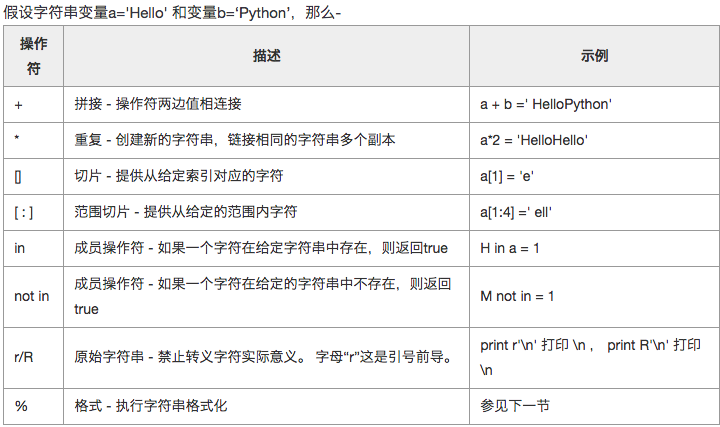 假设字符串变量a='Hello' 和变量b=‘Python’，那么-
操作
符
描述
示例
+
拼接 - 操作符两边值相连接
a + b =' HelloPython'
*
重复 - 创建新的字符串，链接相同的字符串多个副本
a*2 = 'HelloHello'
[]
切片 - 提供从给定索引对应的字符
a[1] = 'e'
[ : ]
范围切片 - 提供从给定的范围内字符
a[1:4] =' ell'
in
成员操作符 - 如果一个字符在给定字符串中存在，则返回true
H in a = 1
not in
成员操作符 - 如果一个字符在给定的字符串中不存在，则返回
true
M not in = 1
r/R
原始字符串 - 禁止转义字符实际意义。 字母“r”这是引号前导。
print r'\n' 打印 \n ， print R'\n' 打印
\n
%
格式 - 执行字符串格式化
参见下一节